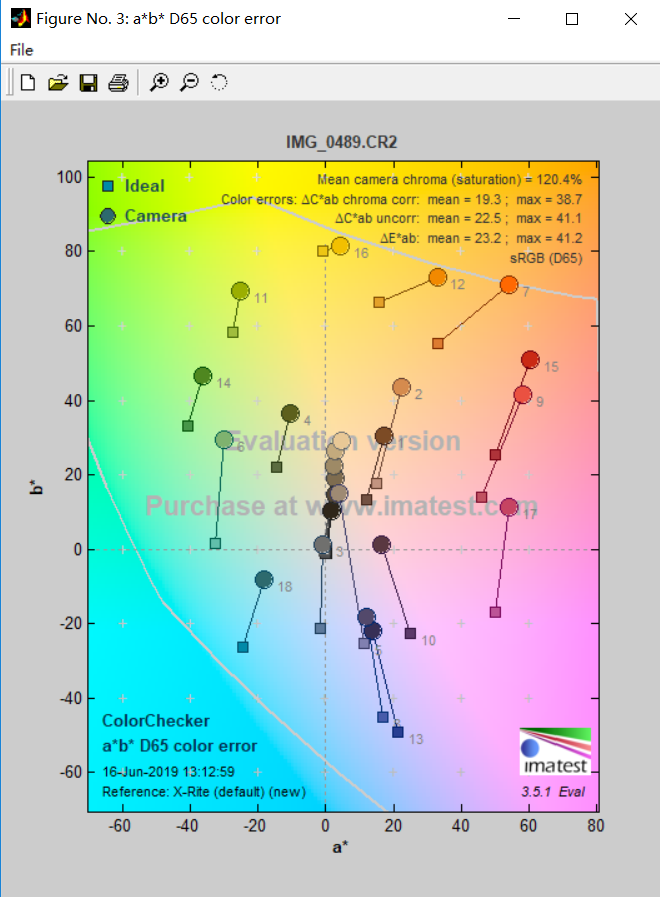 Figure No. 3: a*b* D65 color error
File
IMG_0489.CR2
Ideal
Camera
Mean camera chroma (saturation) = 120.4%
Color errors: ΔC*ab chroma corr: mean = 19.3 ; max = 38.7
ΔC*ab uncorr: mean = 22.5 ; max = 41.1
ΔE*ab: mean = 23.2 ; max = 41.2
sRGB (D65)
100
80
60
40
20
0
-20
-40
-60
b*
16
12
7
11
15
14
2
9
4
6
Evaluation version
Purchase at www.imatest.com
17
3
18
10
5
8
13
ColorChecker
a*b* D65 color error
16-Jun-2019 13:12:59
Reference: X-Rite (default) (new)
imatest
3.5.1 Eval
-60
-40
-20
0
20
40
60
80
a*